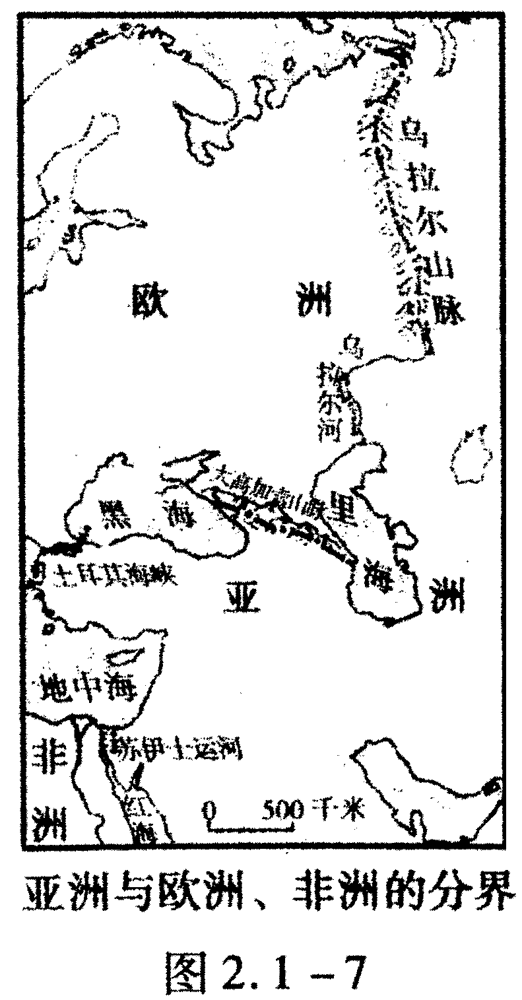 乌拉尔山脉
欧洲
乌拉尔河
大高加索山脉
黑海
里海
土耳其海峡
亚洲
地中海
非洲
苏伊士运河
红海
0 500千米
亚洲与欧洲、非洲的分界
图2.1-7